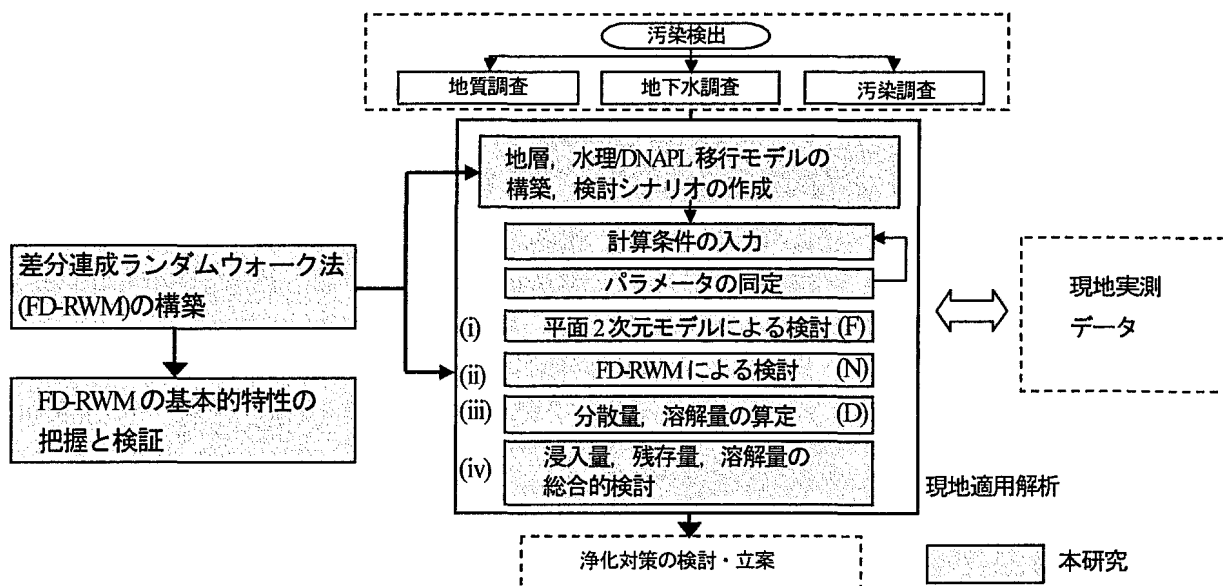 汚染検出
地質調査
地下水調査
汚染調査
地層，水理/DNAPL 移行モデルの
構築，検討シナリオの作成
計算条件の入力
パラメータの同定
差分連成ランダムウォーク法
(FD-RWM)の構築
FD-RWM の基本的特性の
把握と検証
(i) 平面２次元モデルによる検討 (F)
(ii) FD-RWM による検討 (N)
(iii) 分散量，溶解量の算定 (D)
(iv) 浸入量，残存量，溶解量の
総合的検討
現地実測
データ
現地適用解析
浄化対策の検討・立案
本研究